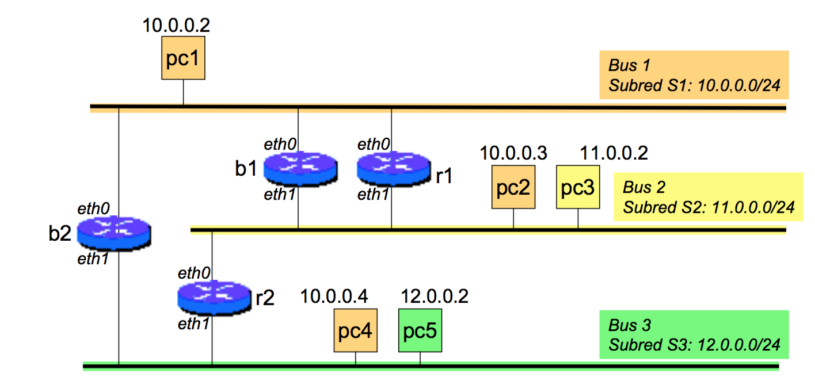 10.0.0.2
pc1
Bus 1
Subred S1: 10.0.0.0/24
eth0
eth0
b1
r1
eth1
eth1
10.0.0.3
11.0.0.2
pc2
pc3
Bus 2
Subred S2: 11.0.0.0/24
eth0
b2
eth1
eth0
r2
eth1
10.0.0.4
12.0.0.2
pc4
pc5
Bus 3
Subred S3: 12.0.0.0/24